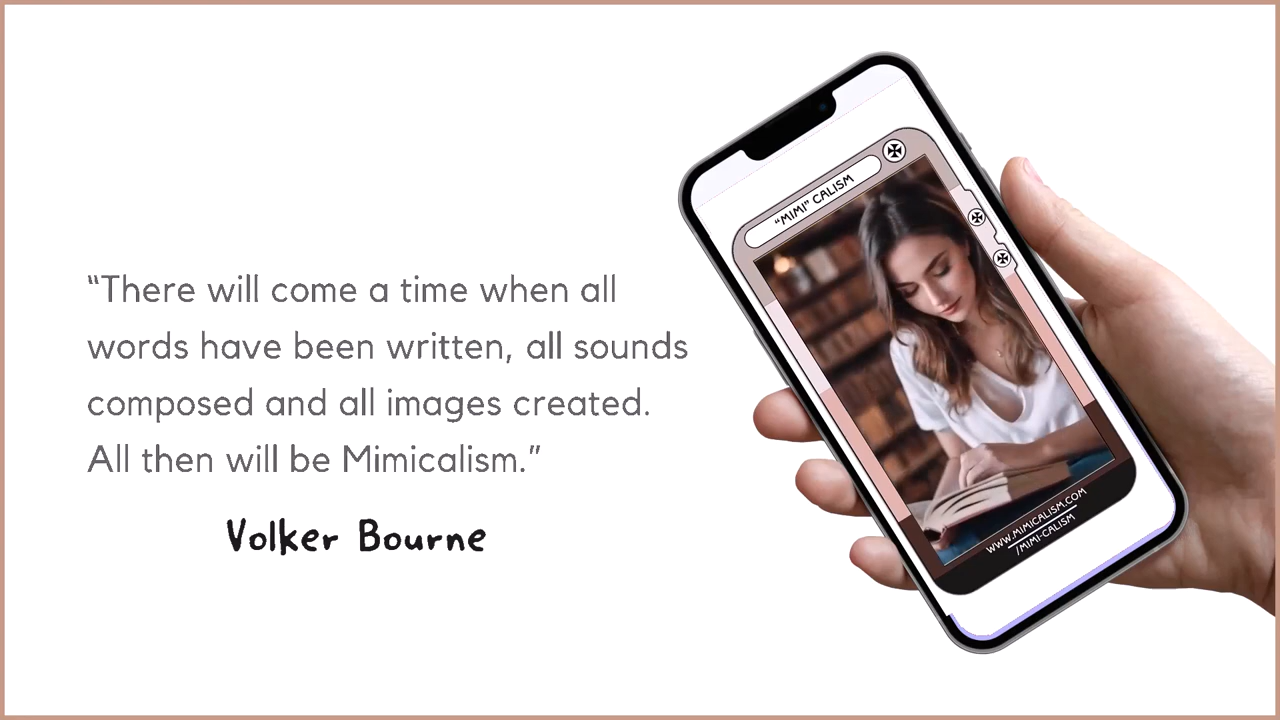 “There will come a time when all
words have been written, all sounds
composed and all images created.
All then will be Mimicalism.”
Volker Bourne
“MIMI” CALISM
WWW.MIMICALISM.COM
/MIMI-CALISM